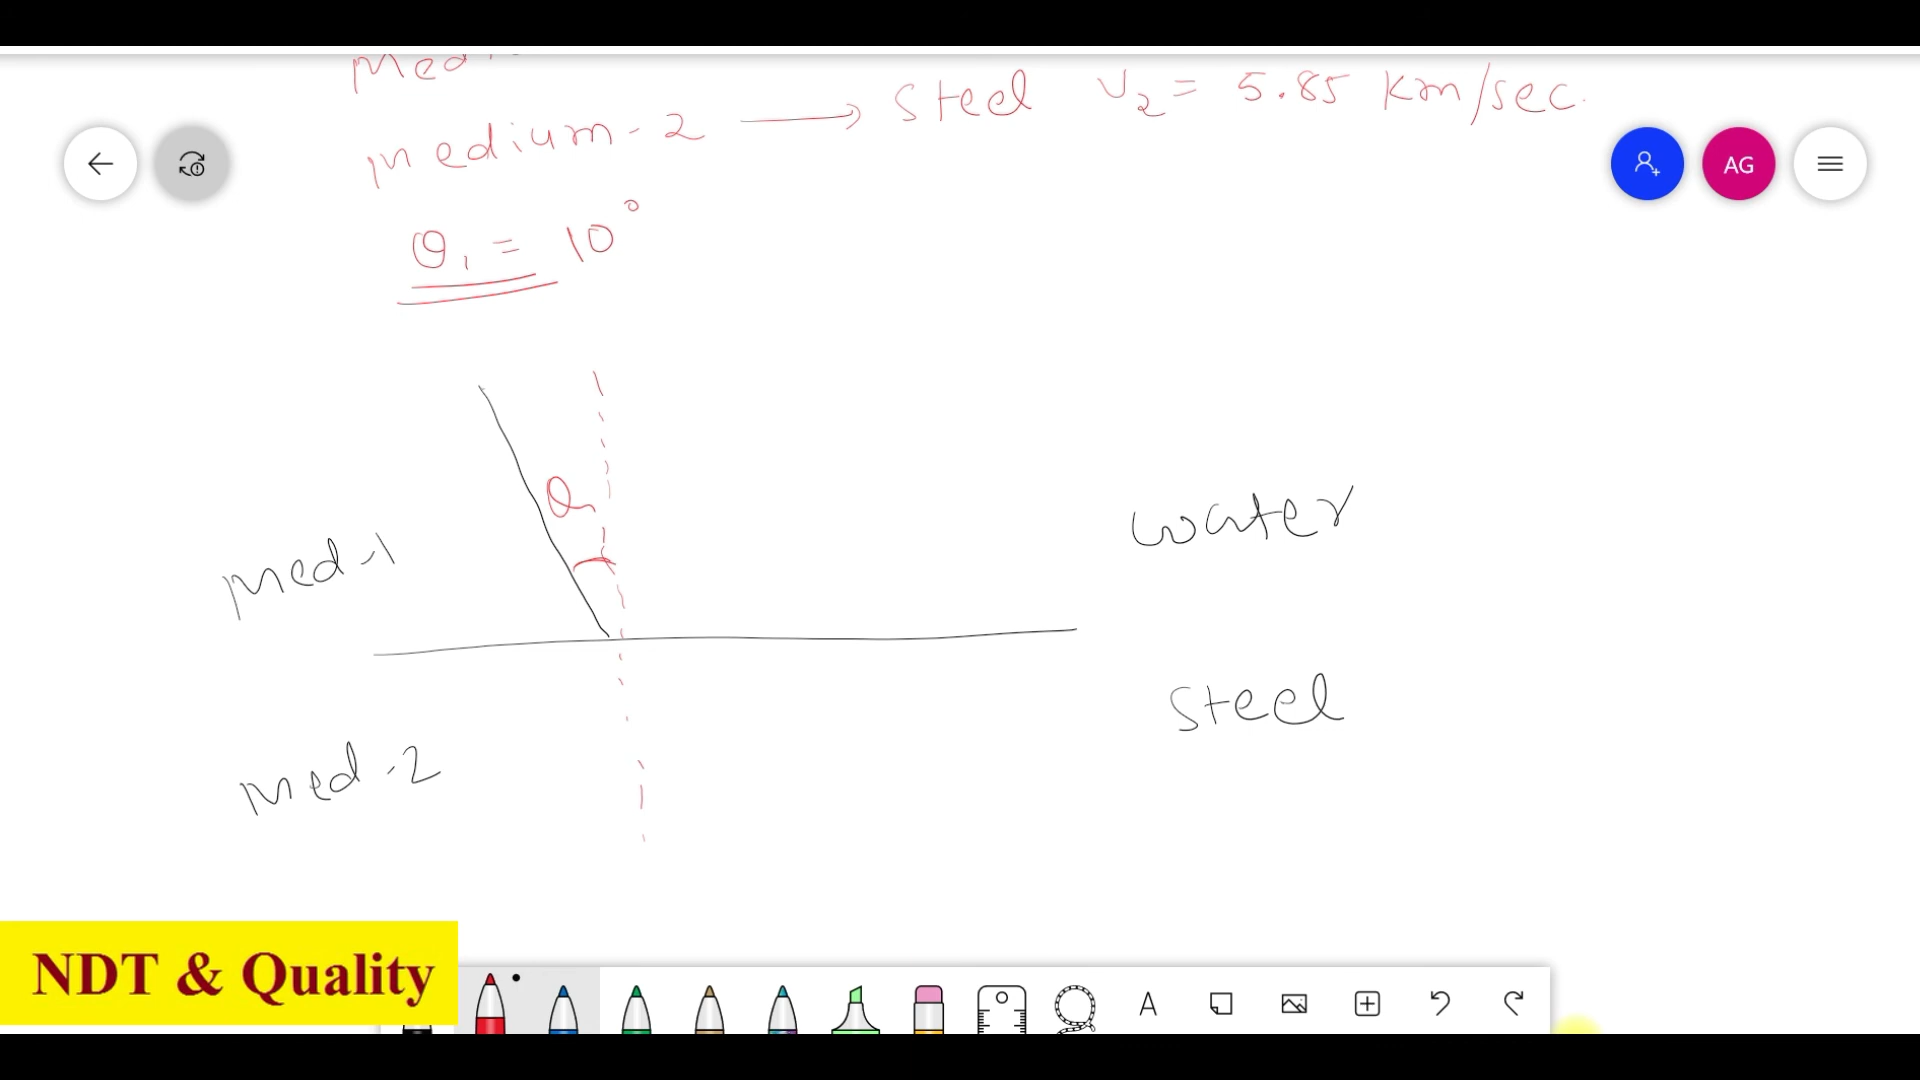 Med
Medium-2 → Steel V2 = 5.85 Km/sec.
θ1 = 10°
AG
θ1
Water
Med-1
Steel
Med-2
NDT & Quality
A